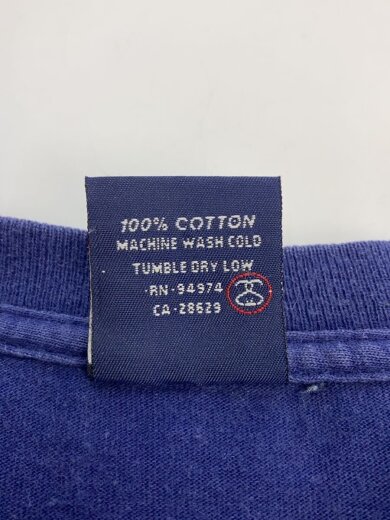 100% COTTON
MACHINE WASH COLD
TUMBLE DRY LOW
-RN-94974
CA-28629